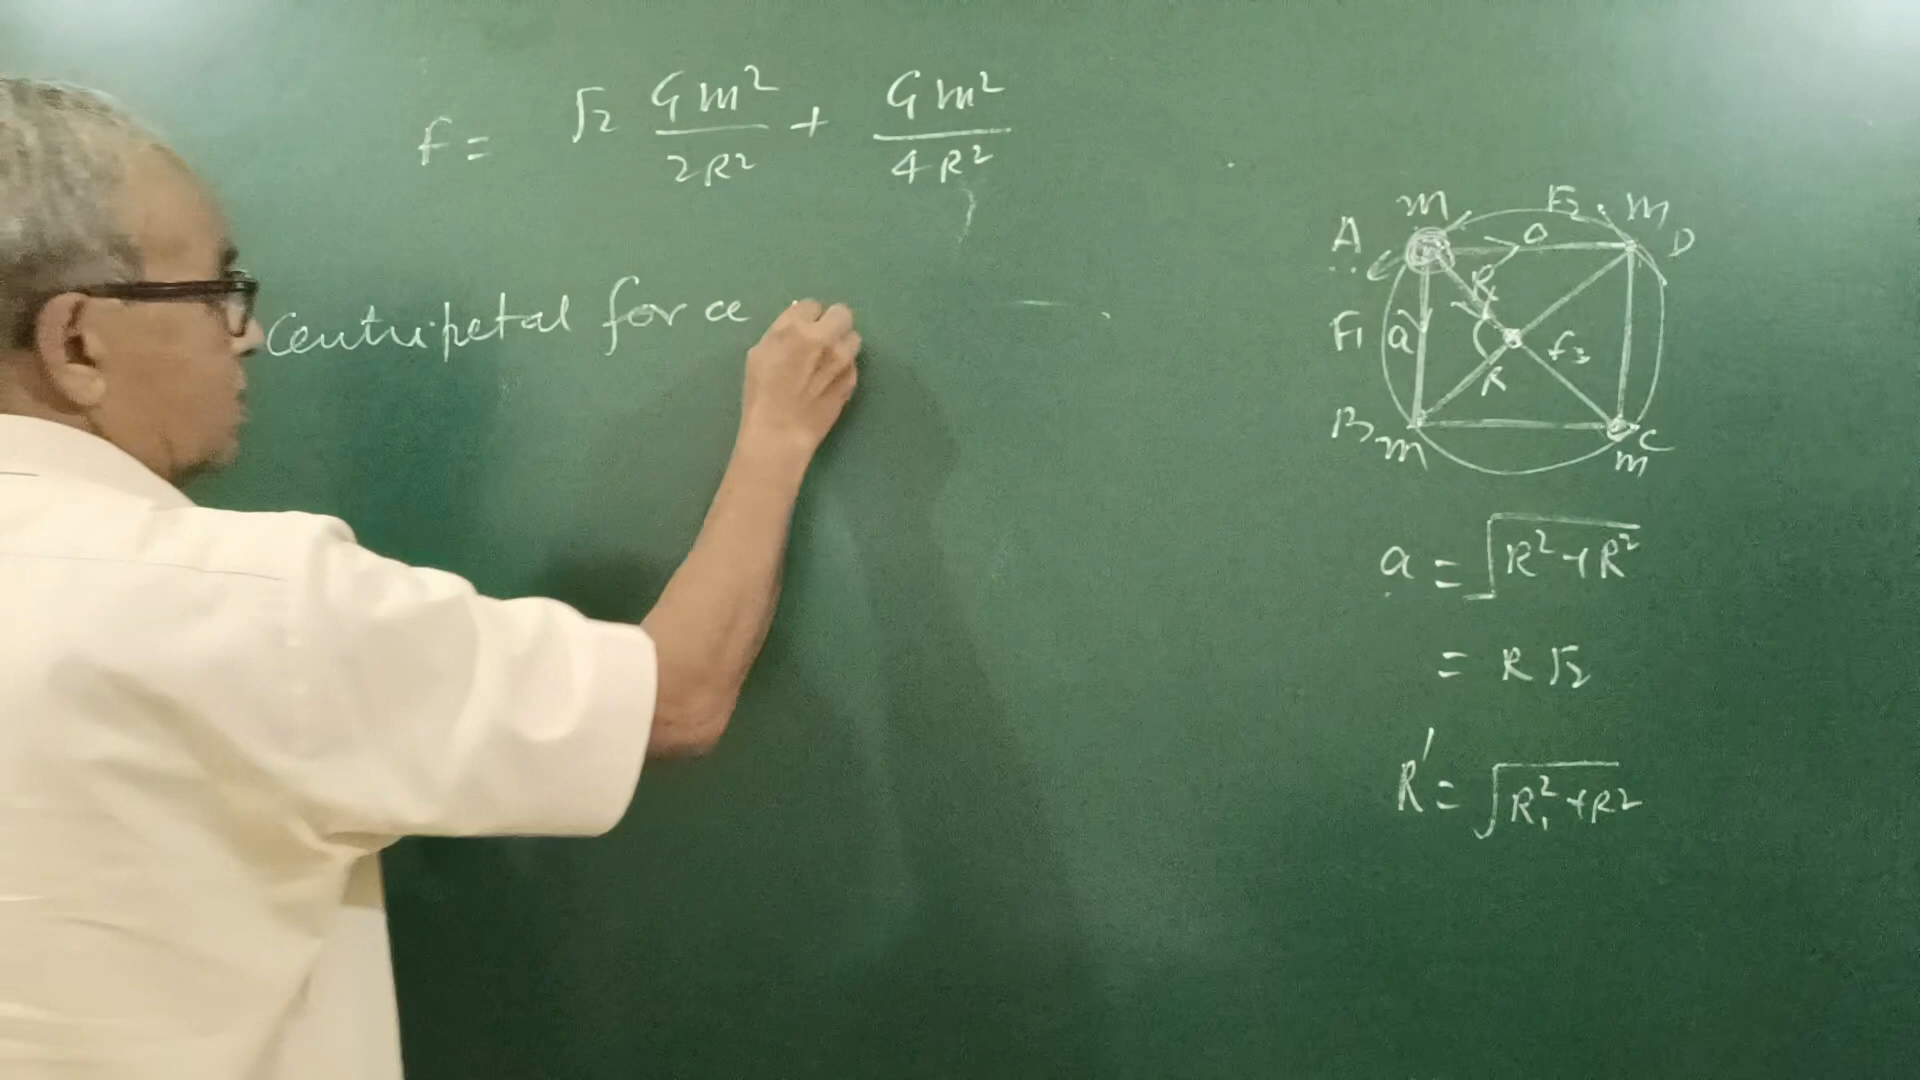 F = √2 Gm²/2R² + Gm²/4R²
Centripetal force
A m F2 m D
a
R
F1 a F3
R
B m m C
a = √R²+R²
= R√2
R' = √R₁²+R²